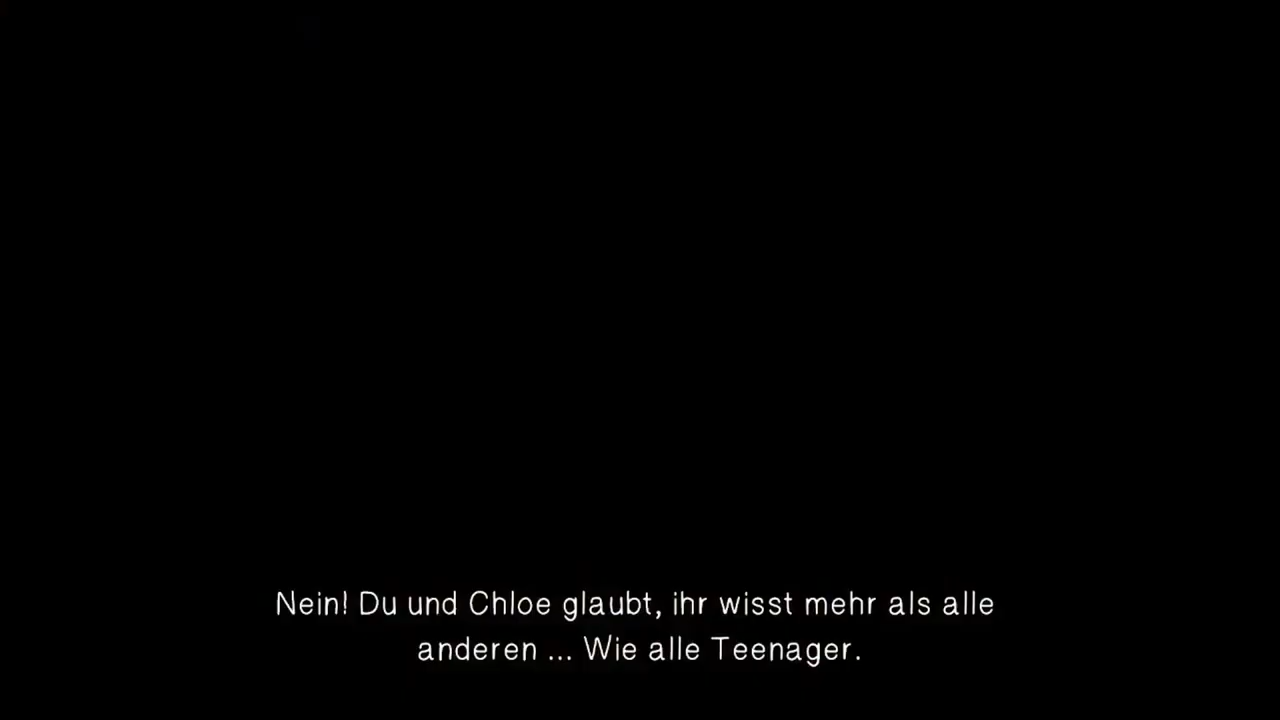 Nein! Du und Chloe glaubt, ihr wisst mehr als alle
anderen ... Wie alle Teenager.